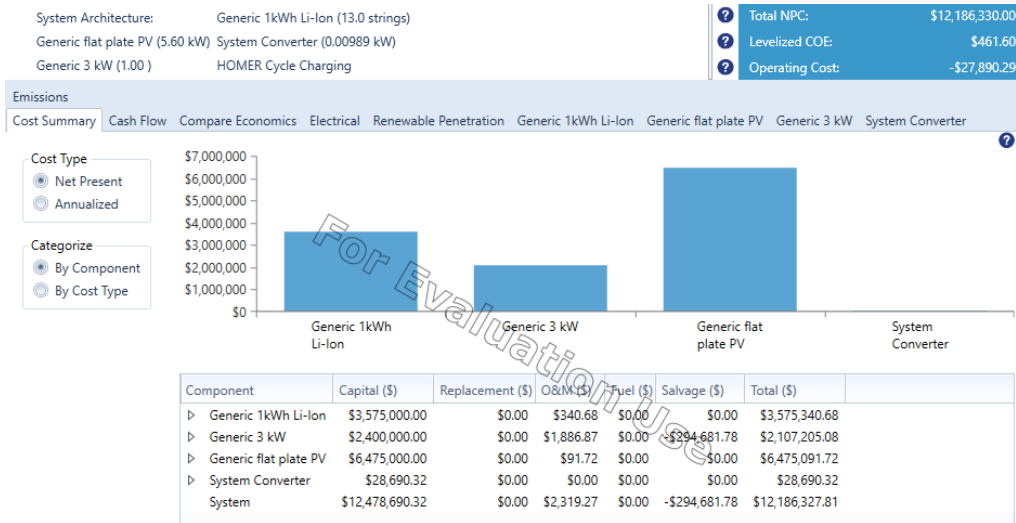 System Architecture: Generic 1kWh Li-Ion (13.0 strings)
Generic flat plate PV (5.60 kW) System Converter (0.00989 kW)
Generic 3 kW (1.00 ) HOMER Cycle Charging
? Total NPC: $12,186,330.00
? Levelized COE: $461.60
? Operating Cost: -$27,890.29
Emissions
Cost Summary Cash Flow Compare Economics Electrical Renewable Penetration Generic 1kWh Li-Ion Generic flat plate PV Generic 3 kW System Converter
?
Cost Type
Net Present
Annualized
Categorize
By Component
By Cost Type
$7,000,000
$6,000,000
$5,000,000
$4,000,000
$3,000,000
$2,000,000
$1,000,000
$0
Generic 1kWh
Li-Ion
Generic 3 kW
Generic flat
plate PV
System
Converter
For Evaluation Use
Component Capital ($) Replacement ($) O&M ($) Fuel ($) Salvage ($) Total ($)
Generic 1kWh Li-Ion $3,575,000.00 $0.00 $340.68 $0.00 $0.00 $3,575,340.68
Generic 3 kW $2,400,000.00 $0.00 $1,886.87 $0.00 -$294,681.78 $2,107,205.08
Generic flat plate PV $6,475,000.00 $0.00 $91.72 $0.00 $0.00 $6,475,091.72
System Converter $28,690.32 $0.00 $0.00 $0.00 $0.00 $28,690.32
System $12,478,690.32 $0.00 $2,319.27 $0.00 -$294,681.78 $12,186,327.81